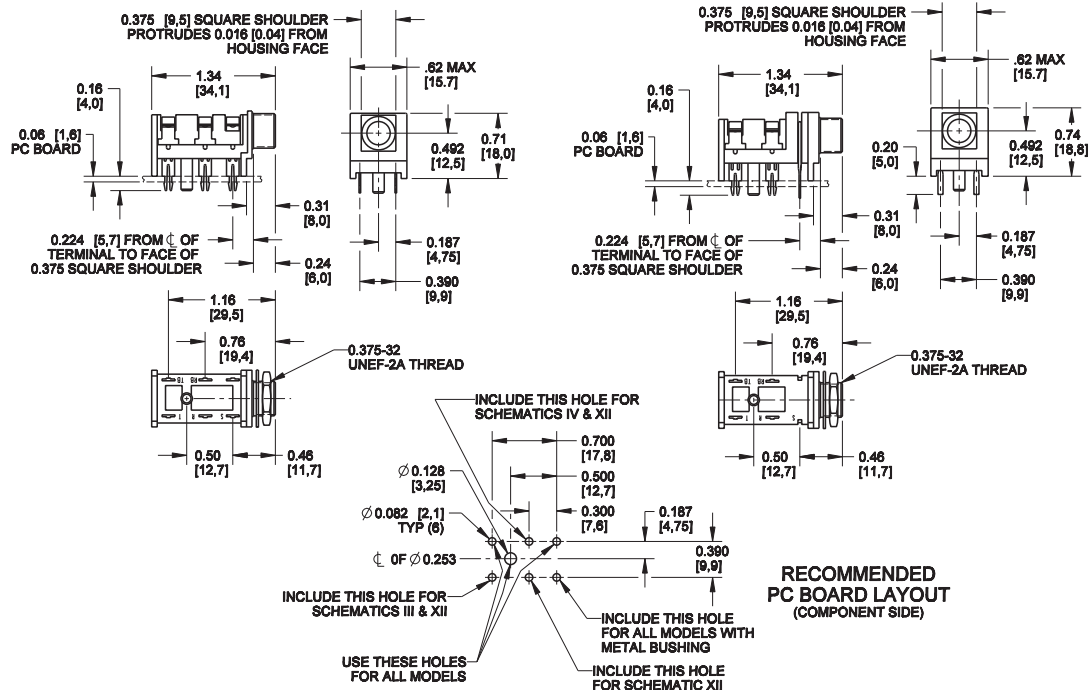 0.375 [9,5] SQUARE SHOULDER
PROTRUDES 0.016 [0.04] FROM
HOUSING FACE
1.34
[34,1]
.62 MAX
[15.7]
0.16
[4,0]
0.06 [1,6]
PC BOARD
0.492
[12,5]
0.71
[18,0]
0.31
[8,0]
0.224 [5,7] FROM ℄ OF
TERMINAL TO FACE OF
0.375 SQUARE SHOULDER
0.24
[6,0]
0.187
[4,75]
0.390
[9,9]
1.16
[29,5]
0.76
[19,4]
0.375-32
UNEF-2A THREAD
TB RB
T R S
0.50
[12,7]
0.46
[11,7]
0.375 [9,5] SQUARE SHOULDER
PROTRUDES 0.016 [0.04] FROM
HOUSING FACE
1.34
[34,1]
.62 MAX
[15.7]
0.16
[4,0]
0.06 [1,6]
PC BOARD
0.20
[5,0]
0.492
[12,5]
0.74
[18,8]
0.31
[8,0]
0.224 [5,7] FROM ℄ OF
TERMINAL TO FACE OF
0.375 SQUARE SHOULDER
0.24
[6,0]
0.187
[4,75]
0.390
[9,9]
1.16
[29,5]
0.76
[19,4]
0.375-32
UNEF-2A THREAD
TB RB
T R S
0.50
[12,7]
0.46
[11,7]
INCLUDE THIS HOLE FOR
SCHEMATICS IV & XII
0.700
[17,8]
Ø 0.128
[3,25]
0.500
[12,7]
Ø 0.082 [2,1]
TYP (6)
0.300
[7,6]
0.187
[4,75]
℄ 0F Ø 0.253
0.390
[9,9]
RECOMMENDED
PC BOARD LAYOUT
(COMPONENT SIDE)
INCLUDE THIS HOLE FOR
SCHEMATICS III & XII
INCLUDE THIS HOLE
FOR ALL MODELS WITH
METAL BUSHING
USE THESE HOLES
FOR ALL MODELS
INCLUDE THIS HOLE
FOR SCHEMATIC XII